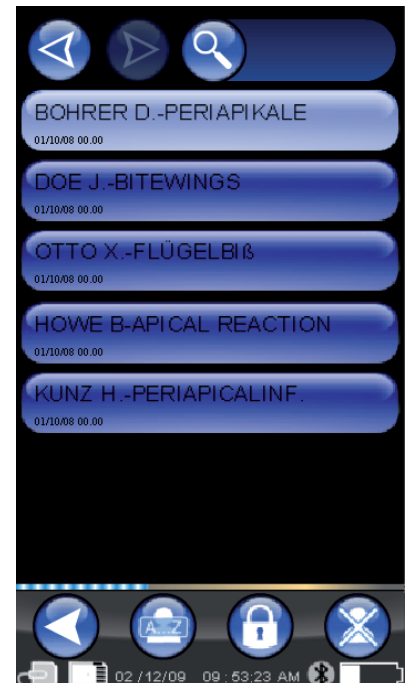 BOHRER D.-PERIAPIKALE
01/10/08 00.00
DOE J.-BITEWINGS
01/10/08 00.00
OTTO X.-FLÜGELBIß
01/10/08 00.00
HOWE B-APICAL REACTION
01/10/08 00.00
KUNZ H.-PERIAPICALINF.
01/10/08 00.00
A...Z
02 /12/09 09 : 53:23 AM